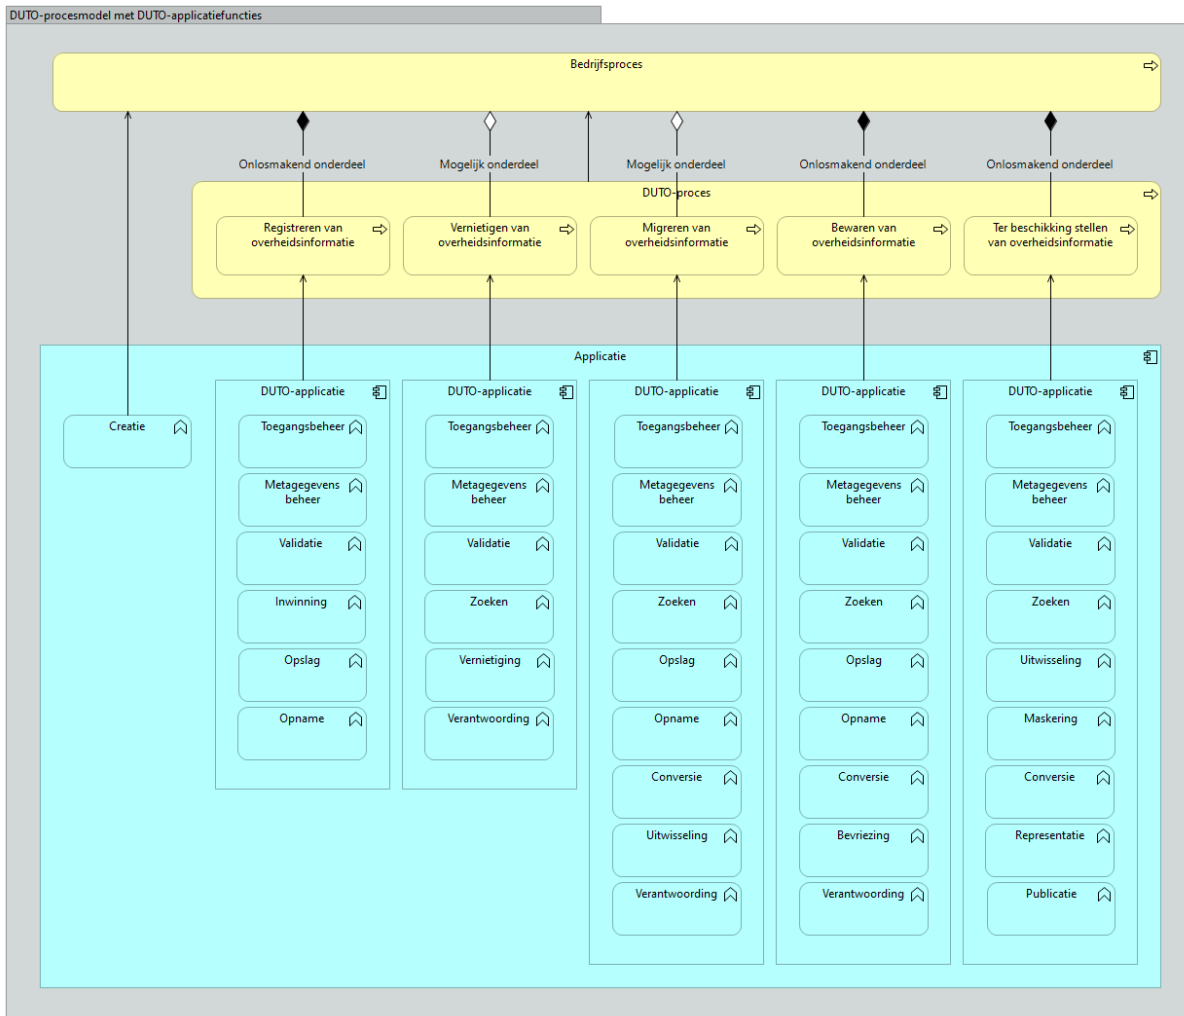 DUTO-procesmodel met DUTO-applicatiefuncties
Bedrijfsproces
Onlosmakend onderdeel
Mogelijk onderdeel
Mogelijk onderdeel
Onlosmakend onderdeel
Onlosmakend onderdeel
DUTO-proces
Registreren van
overheidsinformatie
Vernietigen van
overheidsinformatie
Migreren van
overheidsinformatie
Bewaren van
overheidsinformatie
Ter beschikking stellen
van overheidsinformatie
Applicatie
Creatie
DUTO-applicatie
Toegangsbeheer
Metagegevens
beheer
Validatie
Inwinning
Opslag
Opname
DUTO-applicatie
Toegangsbeheer
Metagegevens
beheer
Validatie
Zoeken
Vernietiging
Verantwoording
DUTO-applicatie
Toegangsbeheer
Metagegevens
beheer
Validatie
Zoeken
Opslag
Opname
Conversie
Uitwisseling
Verantwoording
DUTO-applicatie
Toegangsbeheer
Metagegevens
beheer
Validatie
Zoeken
Opslag
Opname
Conversie
Bevriezing
Verantwoording
DUTO-applicatie
Toegangsbeheer
Metagegevens
beheer
Validatie
Zoeken
Uitwisseling
Maskering
Conversie
Representatie
Publicatie